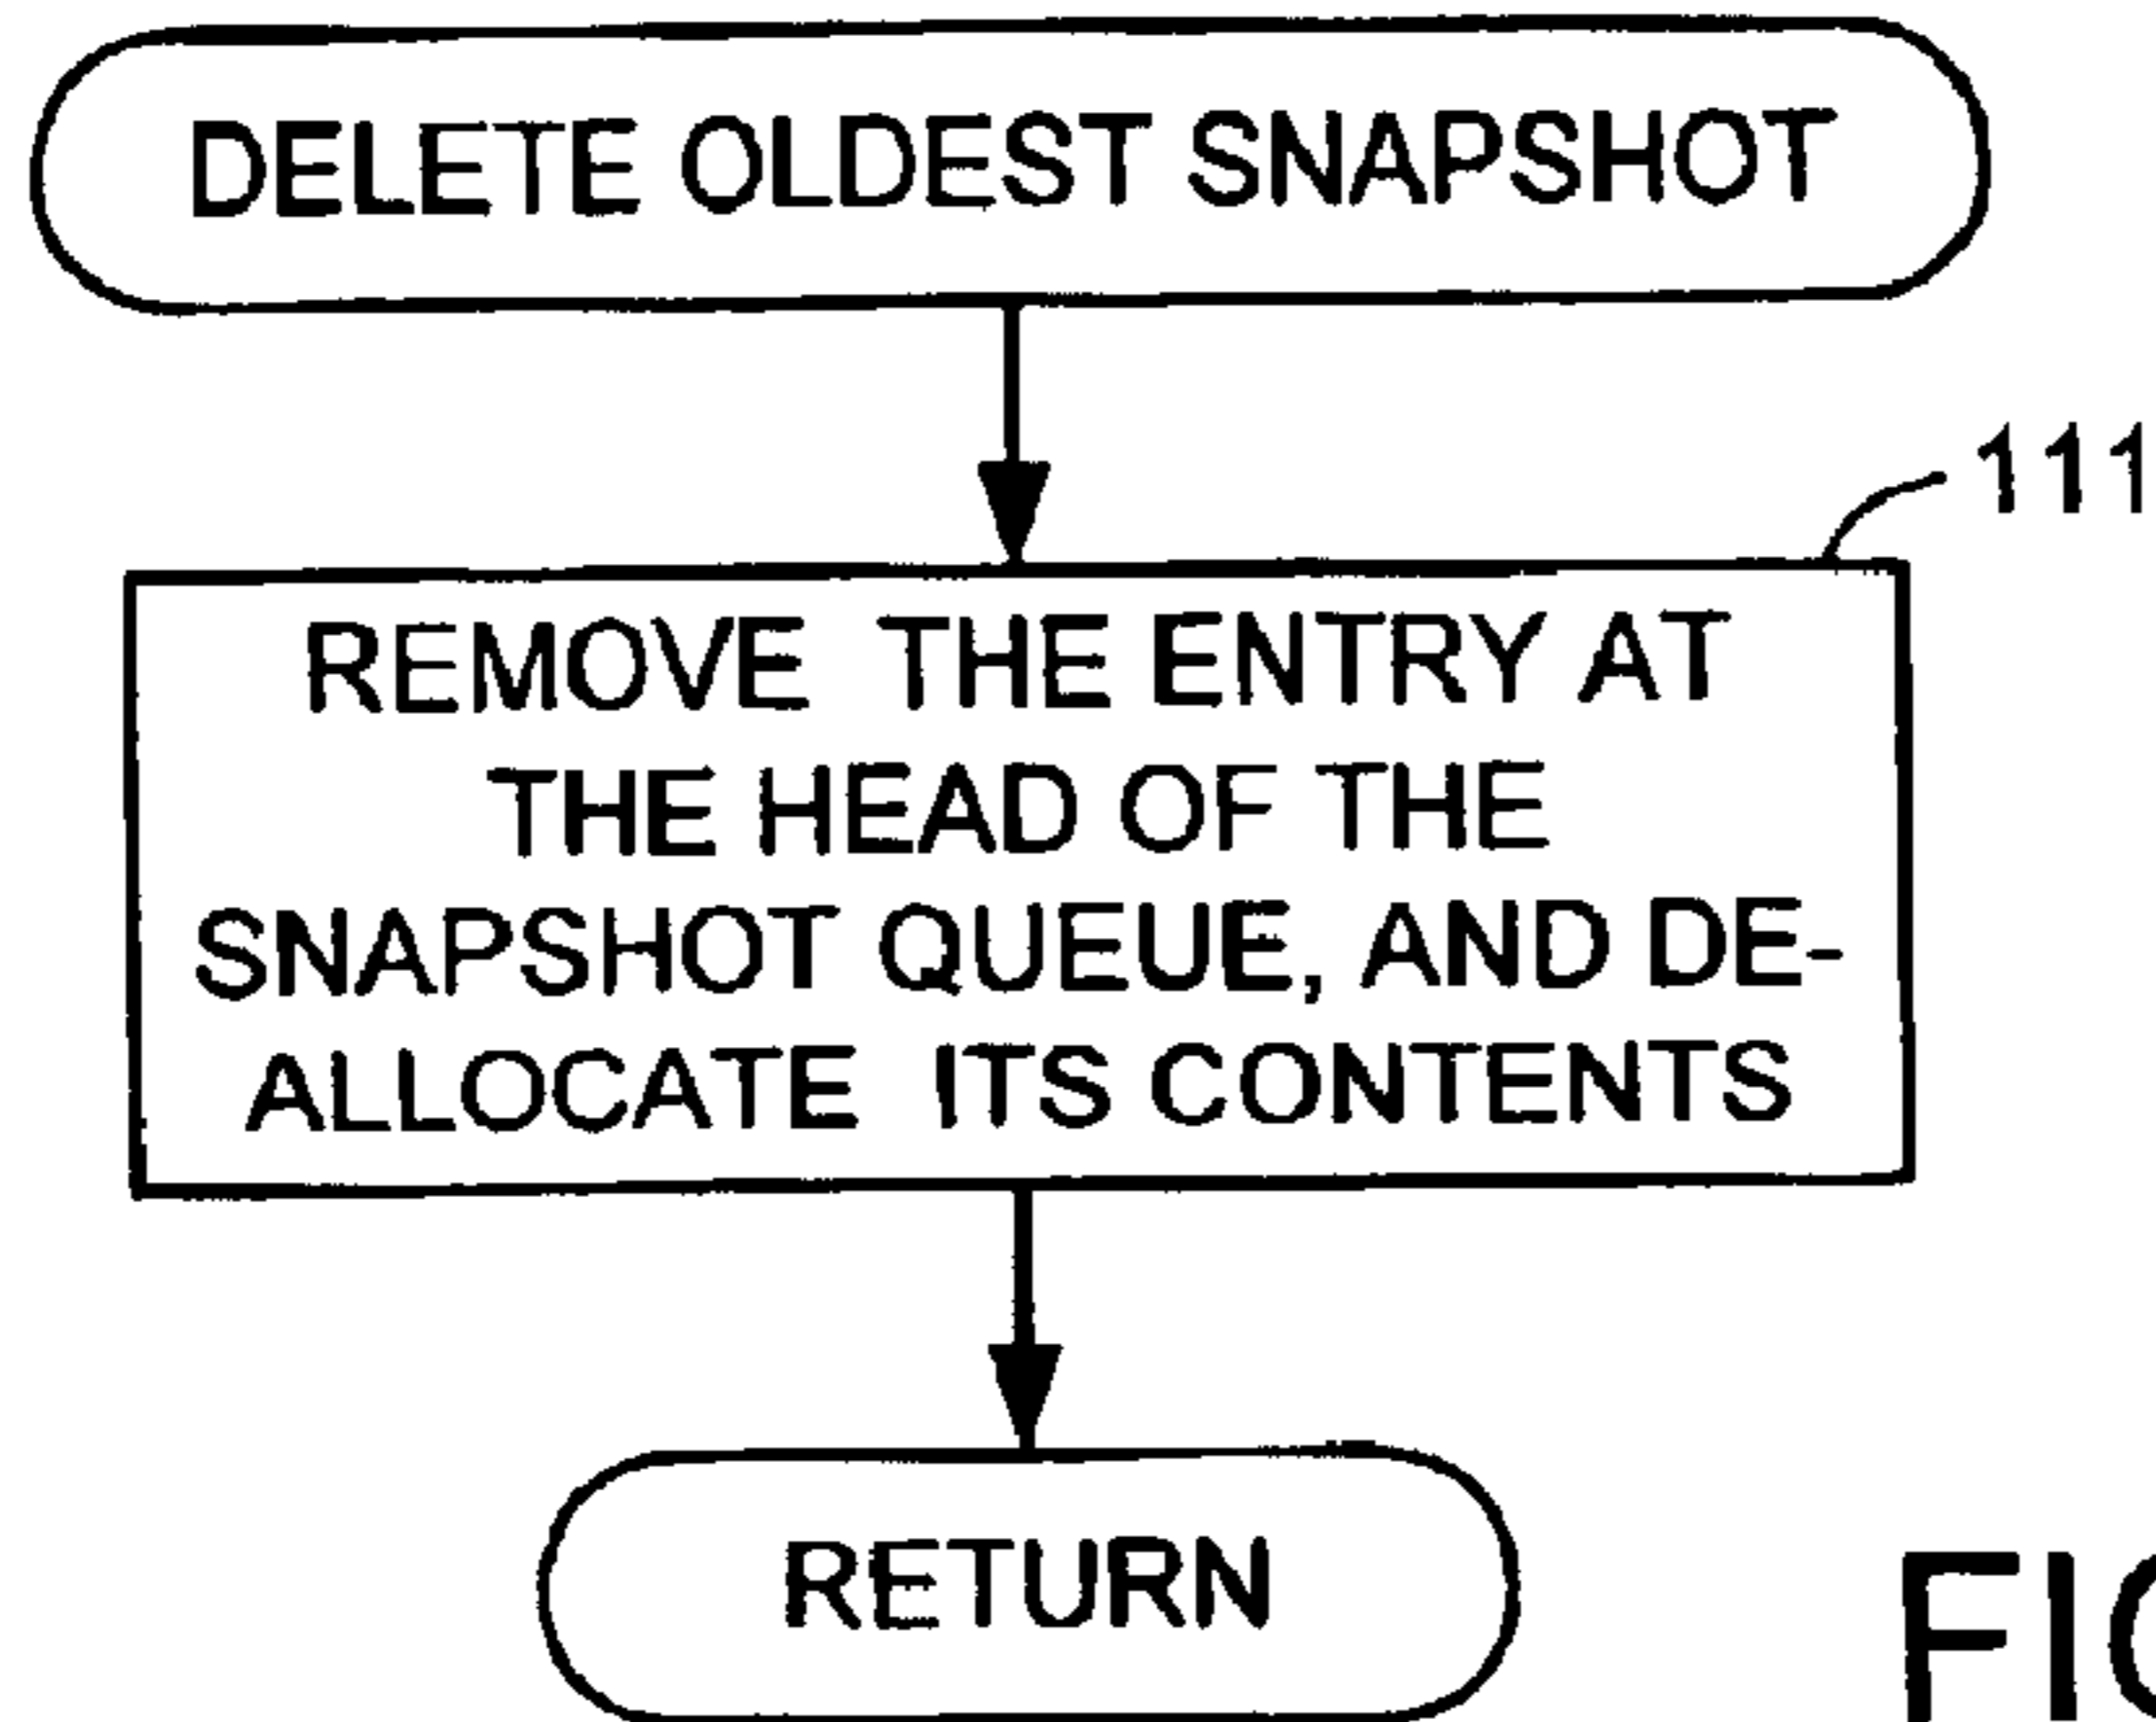 DELETE OLDEST SNAPSHOT
111
REMOVE THE ENTRY AT
THE HEAD OF THE
SNAPSHOT QUEUE, AND DE-
ALLOCATE ITS CONTENTS
RETURN